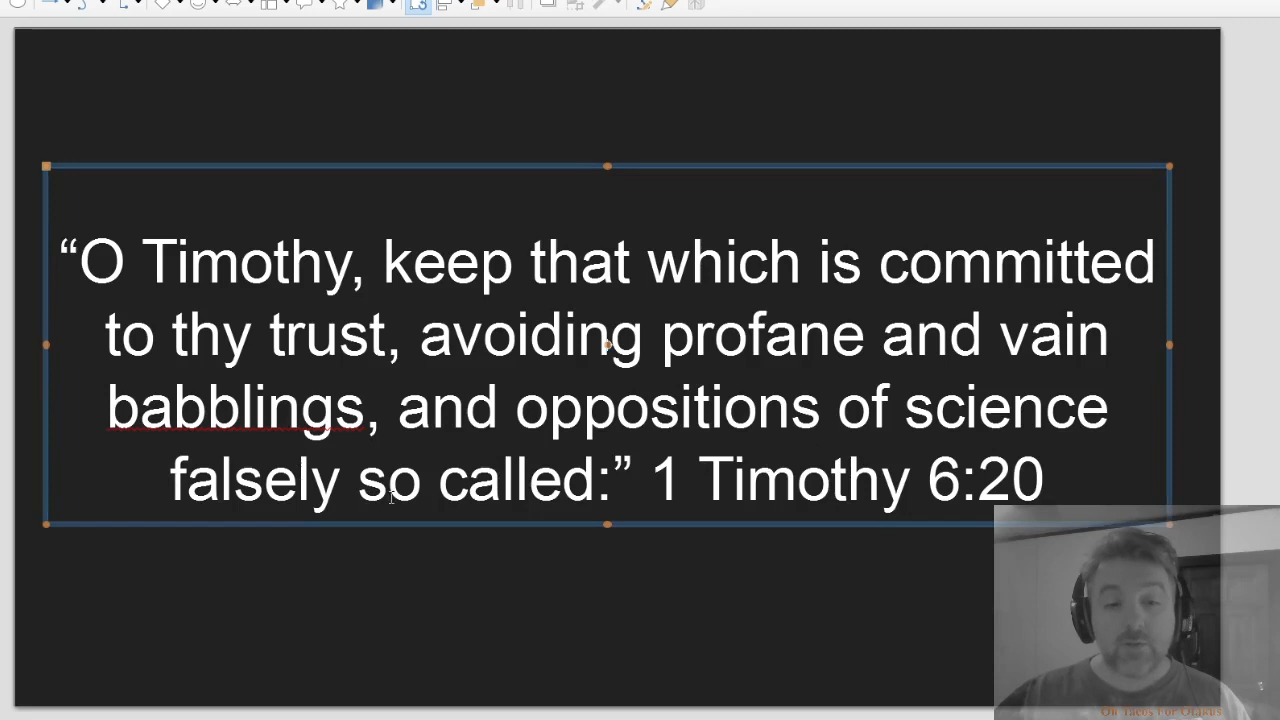 “O Timothy, keep that which is committed
to thy trust, avoiding profane and vain
babblings, and oppositions of science
falsely so called:” 1 Timothy 6:20